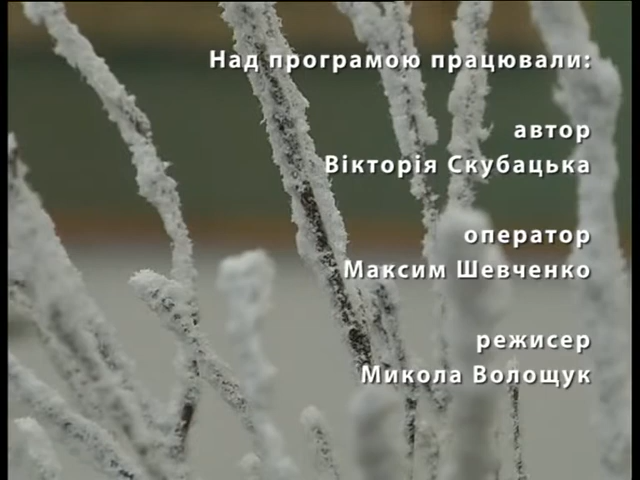 Над програмою працювали:
автор
Вікторія Скубацька
оператор
Максим Шевченко
режисер
Микола Волощук